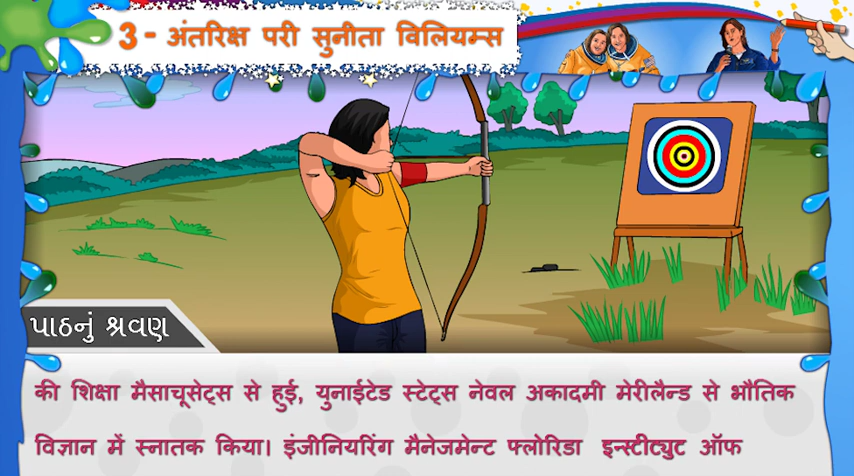 3 - अंतरिक्ष परी सुनीता विलियम्स
પાઠનું શ્રવણ
की शिक्षा मैसाचूसेट्स से हुई, युनाईटेड स्टेट्स नेवल अकादमी मेरीलैन्ड से भौतिक
विज्ञान में स्नातक किया। इंजीनियरिंग मैनेजमेन्ट फ्लोरिडा इन्स्टीट्युट ऑफ